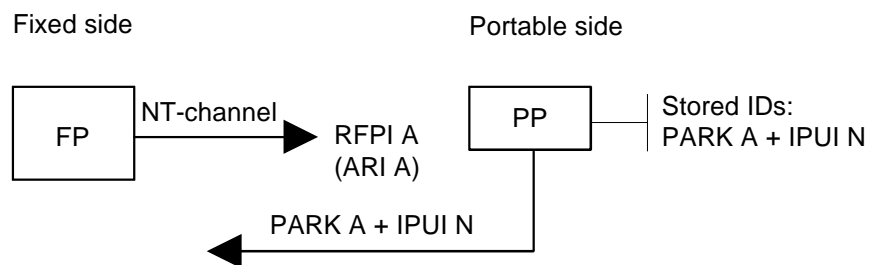 Fixed side
Portable side
FP
NT-channel
RFPI A
(ARI A)
PP
Stored IDs:
PARK A + IPUI N
PARK A + IPUI N